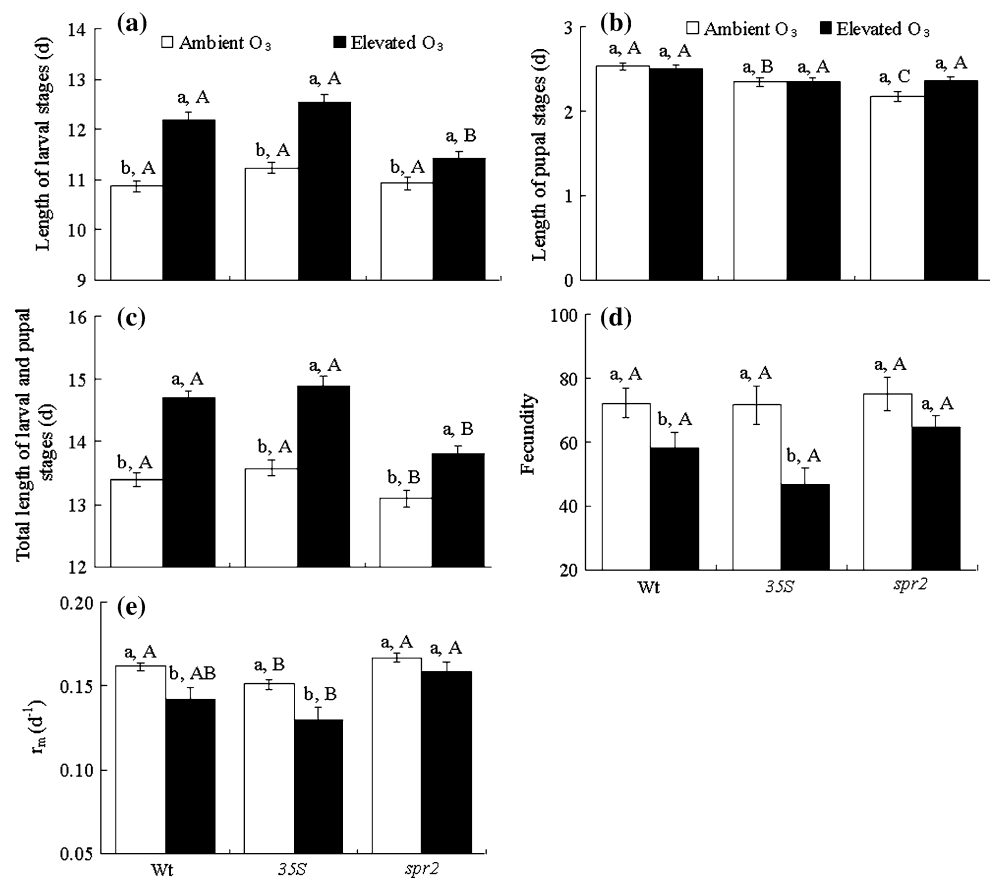 (a)
Ambient O3
Elevated O3
Length of larval stages (d)
14
13
12
11
10
9
b, A
a, A
b, A
a, A
b, A
a, B
(b)
Ambient O3
Elevated O3
Length of pupal stages (d)
3
2
1
0
a, A
a, A
a, B
a, A
a, C
a, A
(c)
Total length of larval and pupal
stages (d)
16
15
14
13
12
b, A
a, A
b, A
a, A
b, B
a, B
(d)
Fecundity
100
80
60
40
20
a, A
b, A
a, A
b, A
a, A
a, A
Wt
35S
spr2
(e)
rm (d-1)
0.20
0.15
0.10
0.05
a, A
b, AB
a, B
b, B
a, A
a, A
Wt
35S
spr2